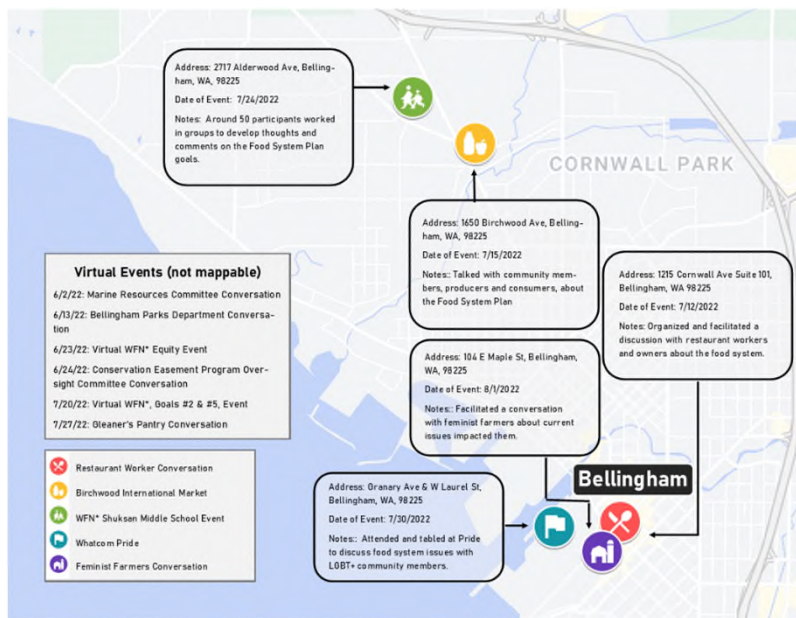 Address: 2717 Alderwood Ave, Belling-
ham, WA, 98225
Date of Event: 7/24/2022
Notes: Around 50 participants worked
in groups to develop thoughts and
comments on the Food System Plan
goals.
CORNWALL PARK
Address: 1650 Birchwood Ave, Belling-
ham, WA, 98225
Date of Event: 7/15/2022
Notes:: Talked with community mem-
bers, producers and consumers, about
the Food System Plan
Address: 1215 Cornwall Ave Suite 101,
Bellingham, WA 98225
Date of Event: 7/12/2022
Notes: Organized and facilitated a
discussion with restaurant workers
and owners about the food system.
Virtual Events (not mappable)
6/2/22: Marine Resources Committee Conversation
6/13/22: Bellingham Parks Department Conversa-
tion
6/23/22: Virtual WFN* Equity Event
6/24/22: Conservation Easement Program Over-
sight Committee Conversation
7/20/22: Virtual WFN*, Goals #2 & #5, Event
7/27/22: Gleaner's Pantry Conversation
Address: 104 E Maple St, Bellingham,
WA, 98225
Date of Event: 8/1/2022
Notes:: Facilitated a conversation
with feminist farmers about current
issues impacted them.
Restaurant Worker Conversation
Birchwood International Market
WFN* Shuksan Middle School Event
Whatcom Pride
Feminist Farmers Conversation
Address: Granary Ave & W Laurel St,
Bellingham, WA, 98225
Date of Event: 7/30/2022
Notes:: Attended and tabled at Pride
to discuss food system issues with
LGBT+ community members.
Bellingham